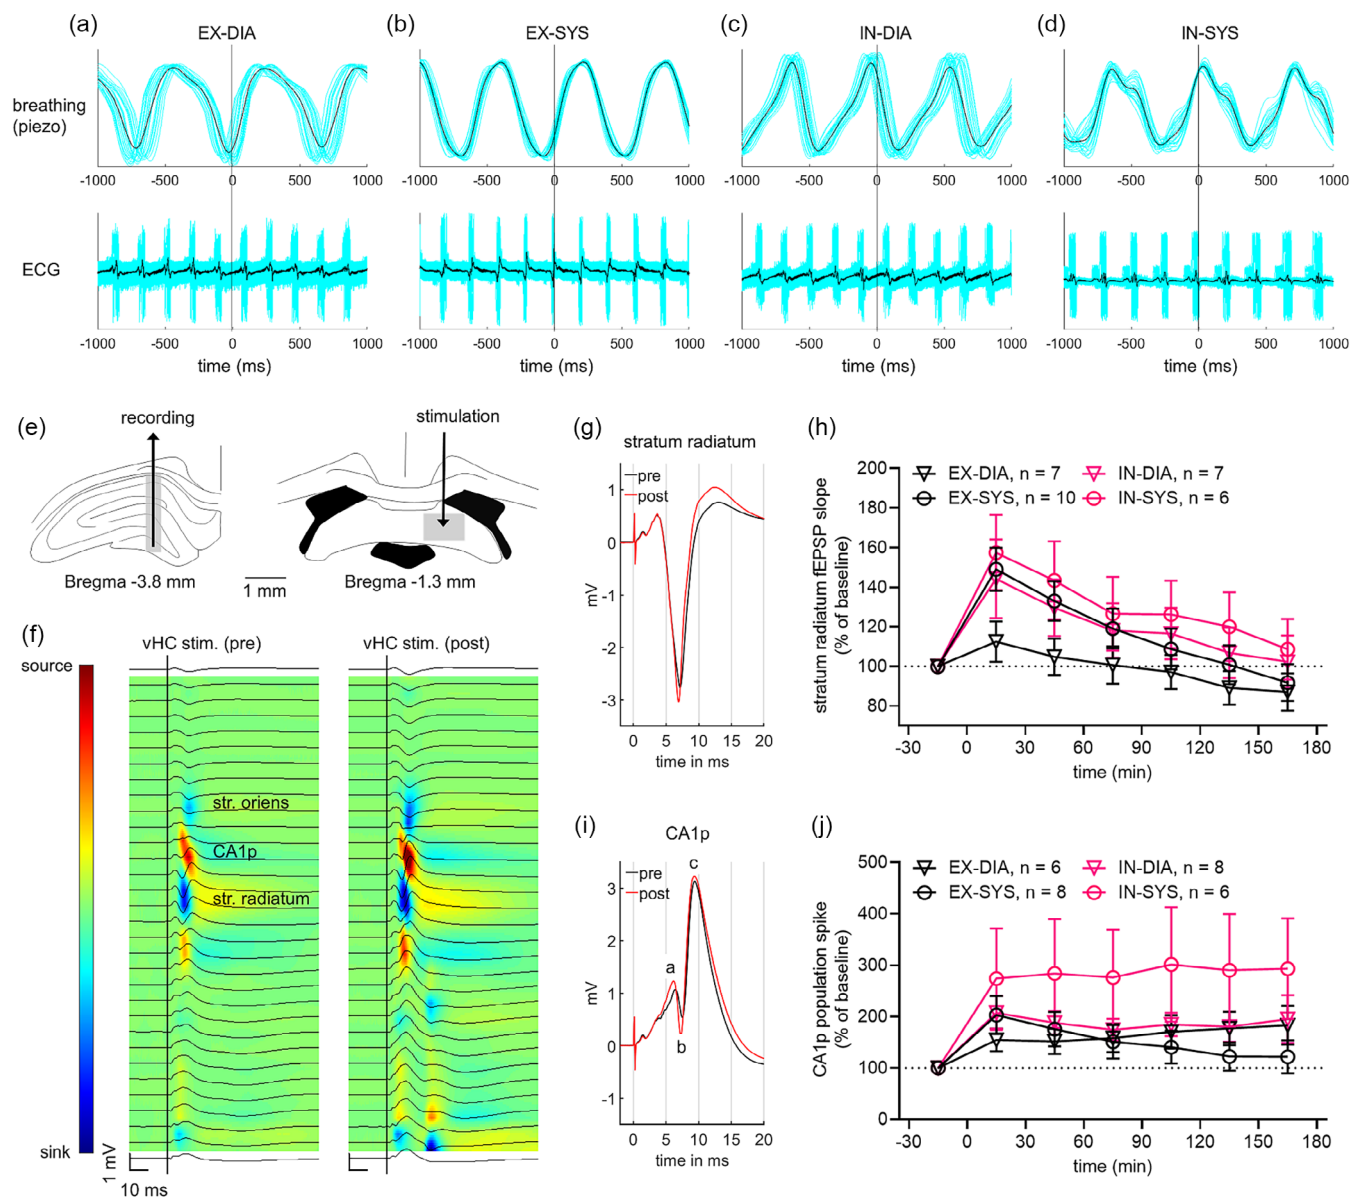 (a) EX-DIA
(b) EX-SYS
(c) IN-DIA
(d) IN-SYS
breathing
(piezo)
-1000 -500 0 500 1000
-1000 -500 0 500 1000
-1000 -500 0 500 1000
-1000 -500 0 500 1000
ECG
-1000 -500 0 500 1000
-1000 -500 0 500 1000
-1000 -500 0 500 1000
-1000 -500 0 500 1000
time (ms)
time (ms)
time (ms)
time (ms)
(e)
recording
stimulation
Bregma -3.8 mm
1 mm
Bregma -1.3 mm
(f)
vHC stim. (pre)
vHC stim. (post)
source
sink
str. oriens
CA1p
str. radiatum
1 mV
10 ms
(g)
stratum radiatum
pre
post
mV
1
0
-1
-2
-3
0 5 10 15 20
time in ms
(h)
EX-DIA, n = 7
IN-DIA, n = 7
EX-SYS, n = 10
IN-SYS, n = 6
stratum radiatum fEPSP slope
(% of baseline)
200
180
160
140
120
100
80
-30 0 30 60 90 120 150 180
time (min)
(i)
CA1p
pre
post
a
b
c
mV
3
2
1
0
-1
0 5 10 15 20
time in ms
(j)
EX-DIA, n = 6
IN-DIA, n = 8
EX-SYS, n = 8
IN-SYS, n = 6
CA1p population spike
(% of baseline)
500
400
300
200
100
0
-30 0 30 60 90 120 150 180
time (min)